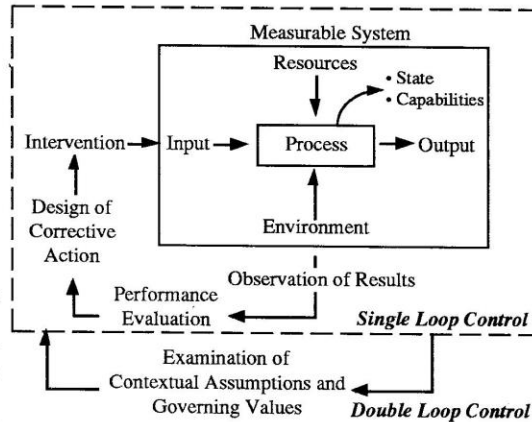 Measurable System
Resources
• State
• Capabilities
Intervention
Input
Process
Output
Design of
Corrective
Action
Environment
Observation of Results
Performance
Evaluation
Single Loop Control
Examination of
Contextual Assumptions and
Governing Values
Double Loop Control